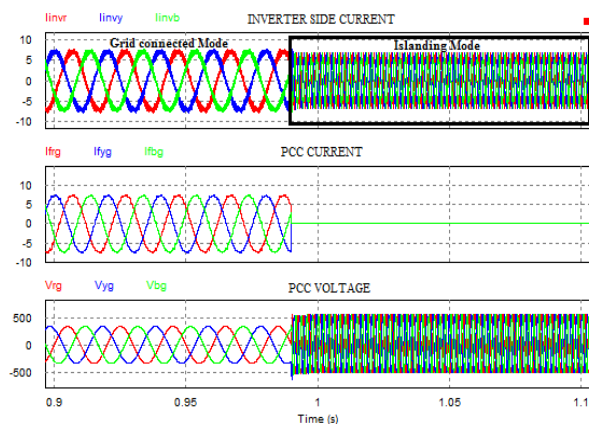 Iinvr Iinvy Iinvb INVERTER SIDE CURRENT
Grid connected Mode Islanding Mode
10
5
0
-5
-10
Ifrg Ifyg Ifbg PCC CURRENT
10
5
0
-5
-10
Vrg Vyg Vbg PCC VOLTAGE
500
0
-500
0.9 0.95 1 1.05 1.1
Time (s)